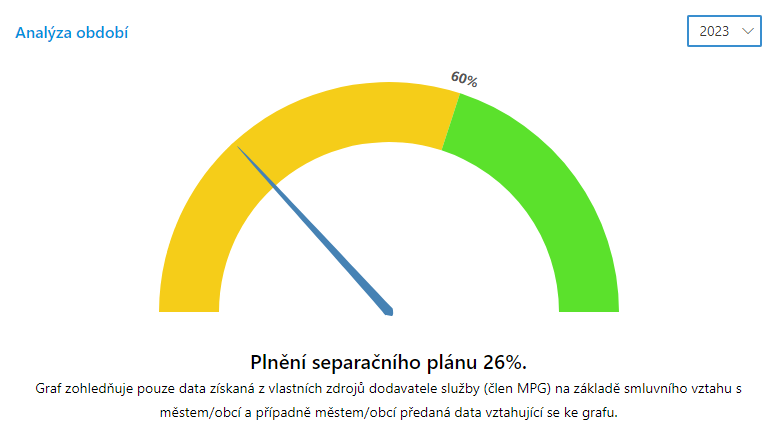 Analýza období
2023
60%
Plnění separačního plánu 26%.
Graf zohledňuje pouze data získaná z vlastních zdrojů dodavatele služby (člen MPG) na základě smluvního vztahu s
městem/obcí a případně městem/obcí předaná data vztahující se ke grafu.